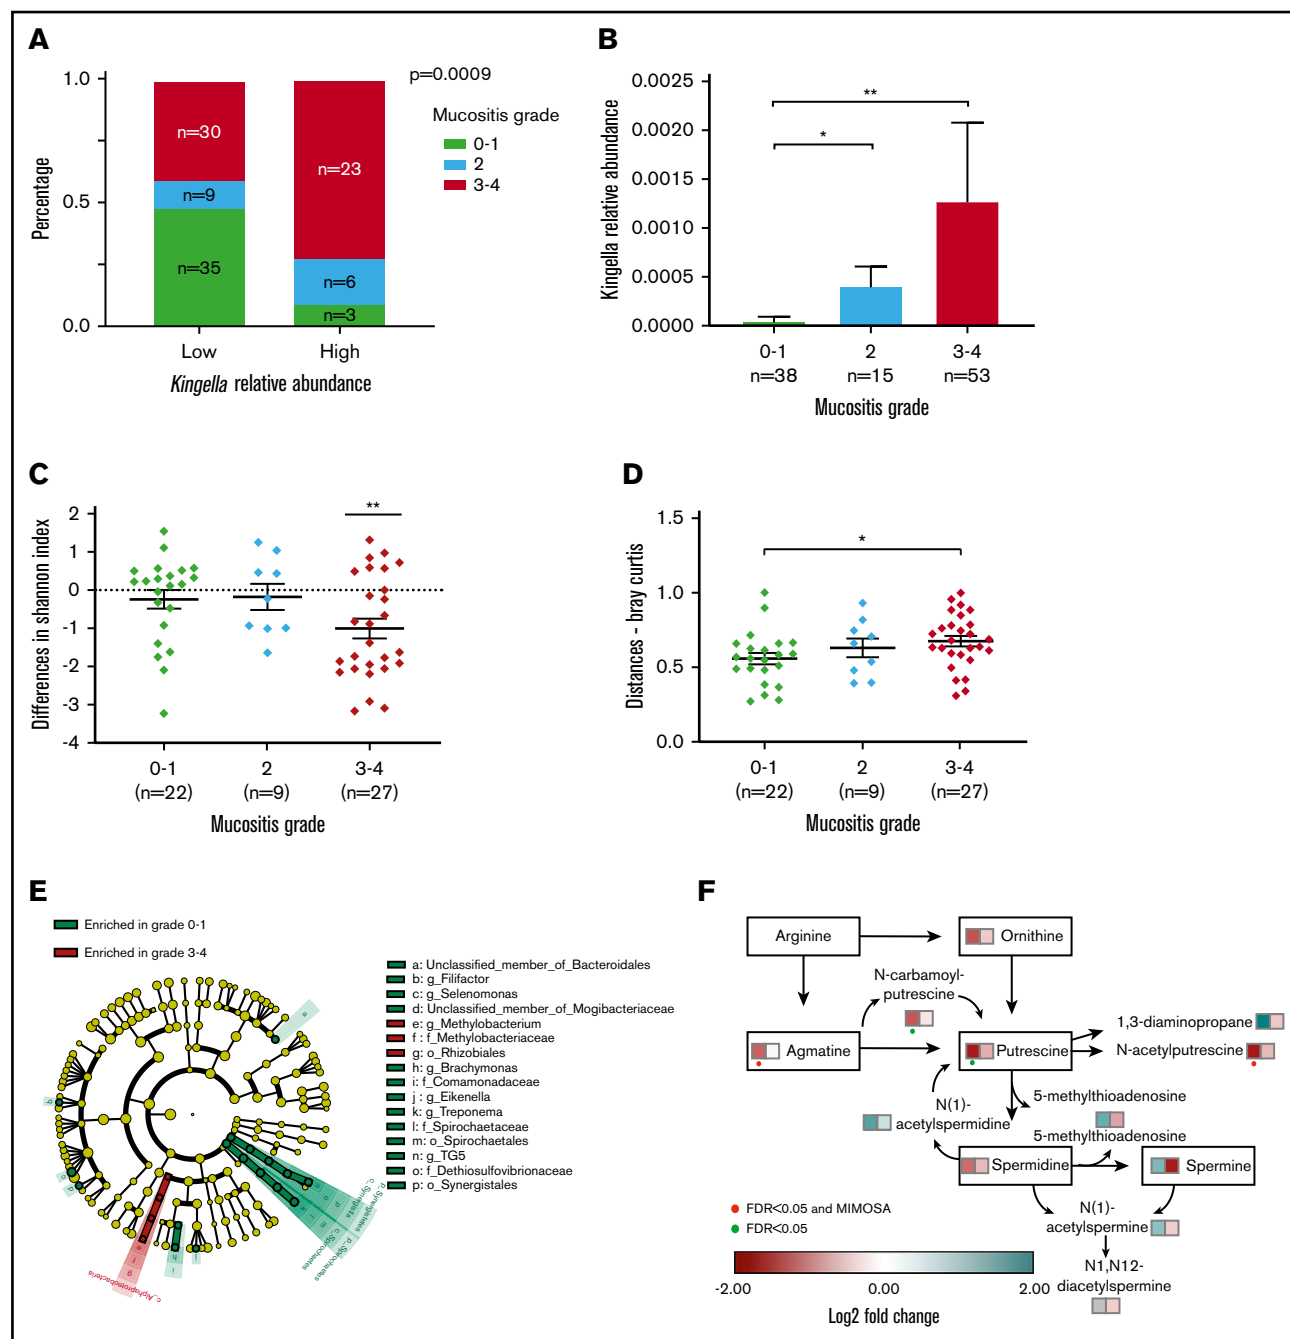 A
p=0.0009
Mucositis grade
0-1
2
3-4
1.0
0.5
0.0
Percentage
n=30
n=9
n=35
n=23
n=6
n=3
Low
High
Kingella relative abundance
B
Kingella relative abundance
0.0025
0.0020
0.0015
0.0010
0.0005
0.0000
*
**
0-1
2
3-4
n=38
n=15
n=53
Mucositis grade
C
Differences in shannon index
2
1
0
-1
-2
-3
-4
**
0-1
2
3-4
(n=22)
(n=9)
(n=27)
Mucositis grade
D
Distances - bray curtis
1.5
1.0
0.5
0.0
*
0-1
2
3-4
(n=22)
(n=9)
(n=27)
Mucositis grade
E
Enriched in grade 0-1
Enriched in grade 3-4
a: Unclassified_member_of_Bacteroidales
b: g_Filifactor
c: g_Selenomonas
d: Unclassified_member_of_Mogibacteriaceae
e: g_Methylobacterium
f : f_Methylobacteriaceae
g: o_Rhizobiales
h: g_Brachymonas
i: f_Comamonadaceae
j : g_Eikenella
k: g_Treponema
l: f_Spirochaetaceae
m: o_Spirochaetales
n: g_TG5
o: f_Dethiosulfovibrionaceae
p: o_Synergistales
p_Synergistetes
c_Synergistia
p_Spirochaetes
c_Spirochaetes
c_Alphaproteobacteria
F
Arginine
Ornithine
N-carbamoyl-
putrescine
Agmatine
Putrescine
1,3-diaminopropane
N-acetylputrescine
5-methylthioadenosine
N(1)-
acetylspermidine
5-methylthioadenosine
Spermidine
Spermine
N(1)-
acetylspermine
N1,N12-
diacetylspermine
FDR<0.05 and MIMOSA
FDR<0.05
-2.00
0.00
2.00
Log2 fold change